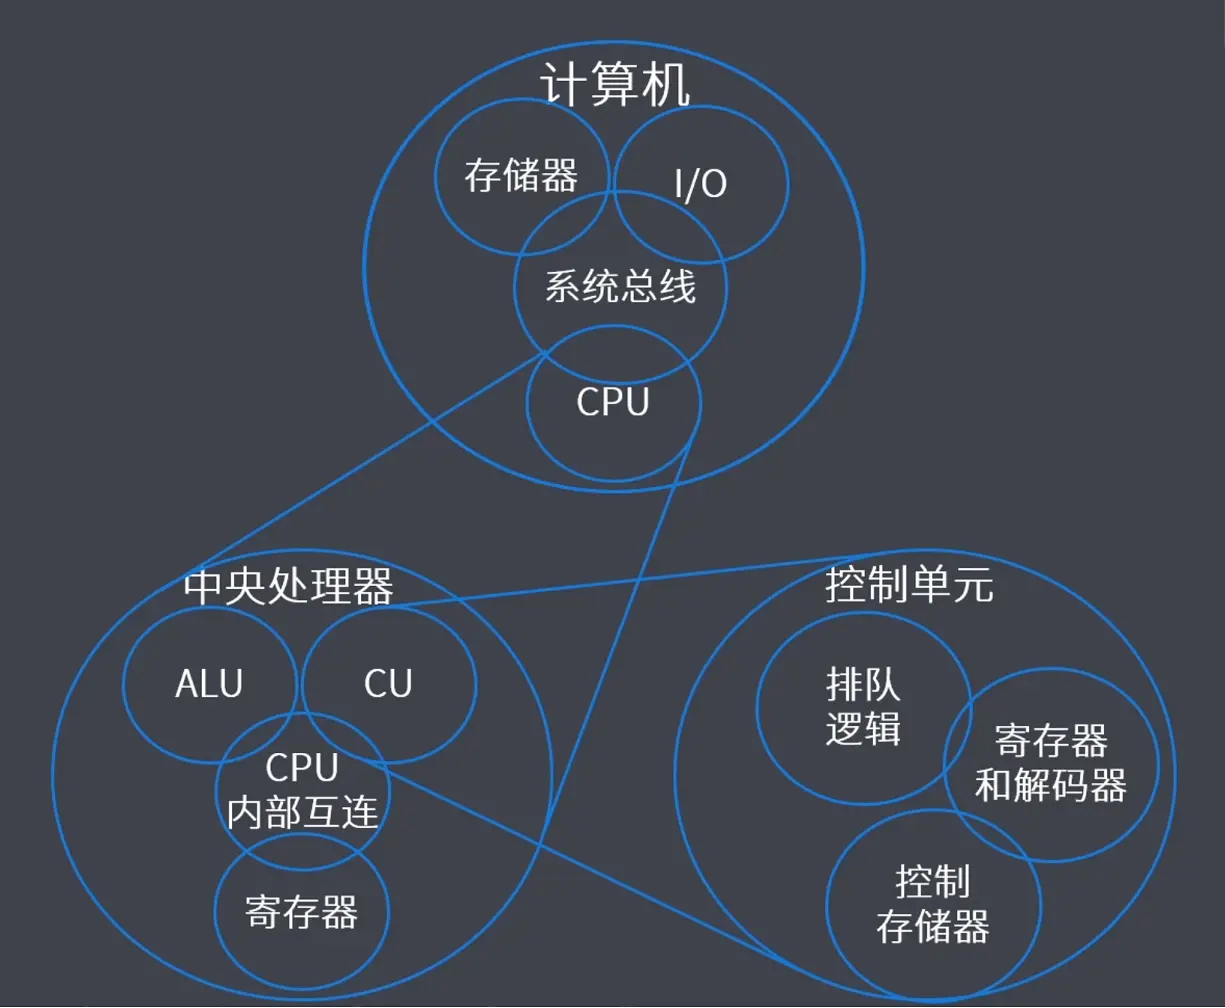 计算机
存储器
I/O
系统总线
CPU
中央处理器
ALU
CU
CPU
内部互连
寄存器
控制单元
排队
逻辑
寄存器
和解码器
控制
存储器